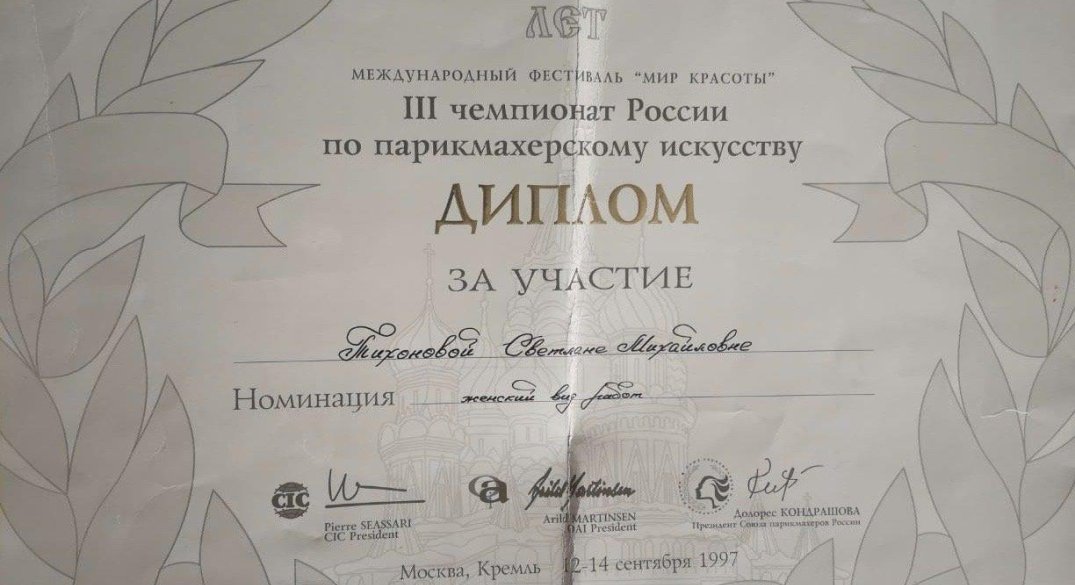 ЛЕТ
МЕЖДУНАРОДНЫЙ ФЕСТИВАЛЬ “МИР КРАСОТЫ”
III чемпионат России
по парикмахерскому искусству
ДИПЛОМ
ЗА УЧАСТИЕ
Тихоновой Светлане Михайловне
Номинация женский вид работ
CIC
Pierre SEASSARI
CIC President
Arild MARTINSEN
OAI President
Долорес КОНДРАШОВА
Президент Союза парикмахеров России
Москва, Кремль 12-14 сентября 1997